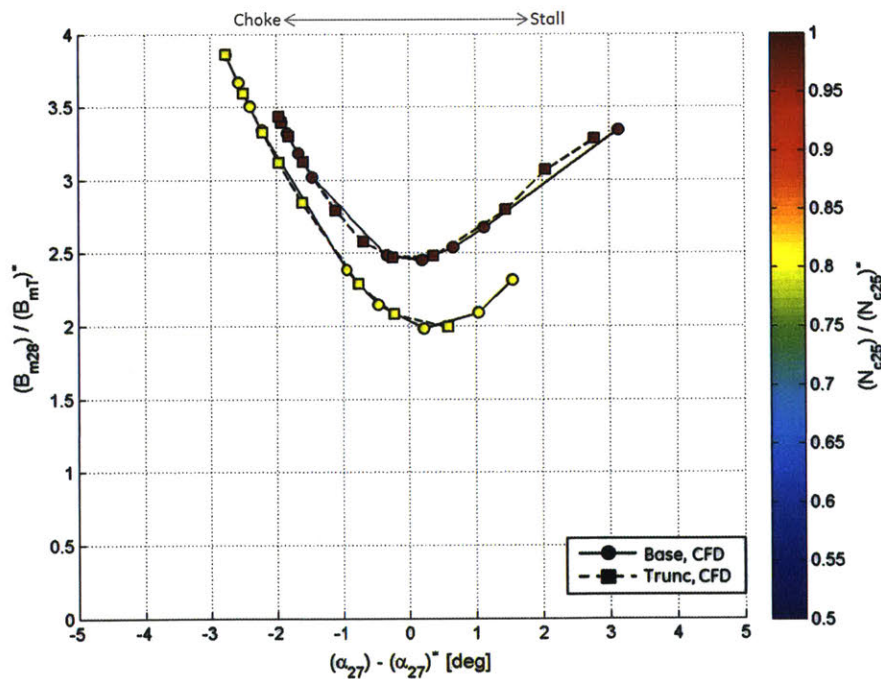 Choke Stall
4
3.5
3
2.5
2
1.5
1
0.5
0
-5 -4 -3 -2 -1 0 1 2 3 4 5
(B_m28) / (B_mT)*
(α_27) - (α_27)* [deg]
Base, CFD
Trunc, CFD
1
0.95
0.9
0.85
0.8
0.75
0.7
0.65
0.6
0.55
0.5
(N_c25) / (N_c25)*